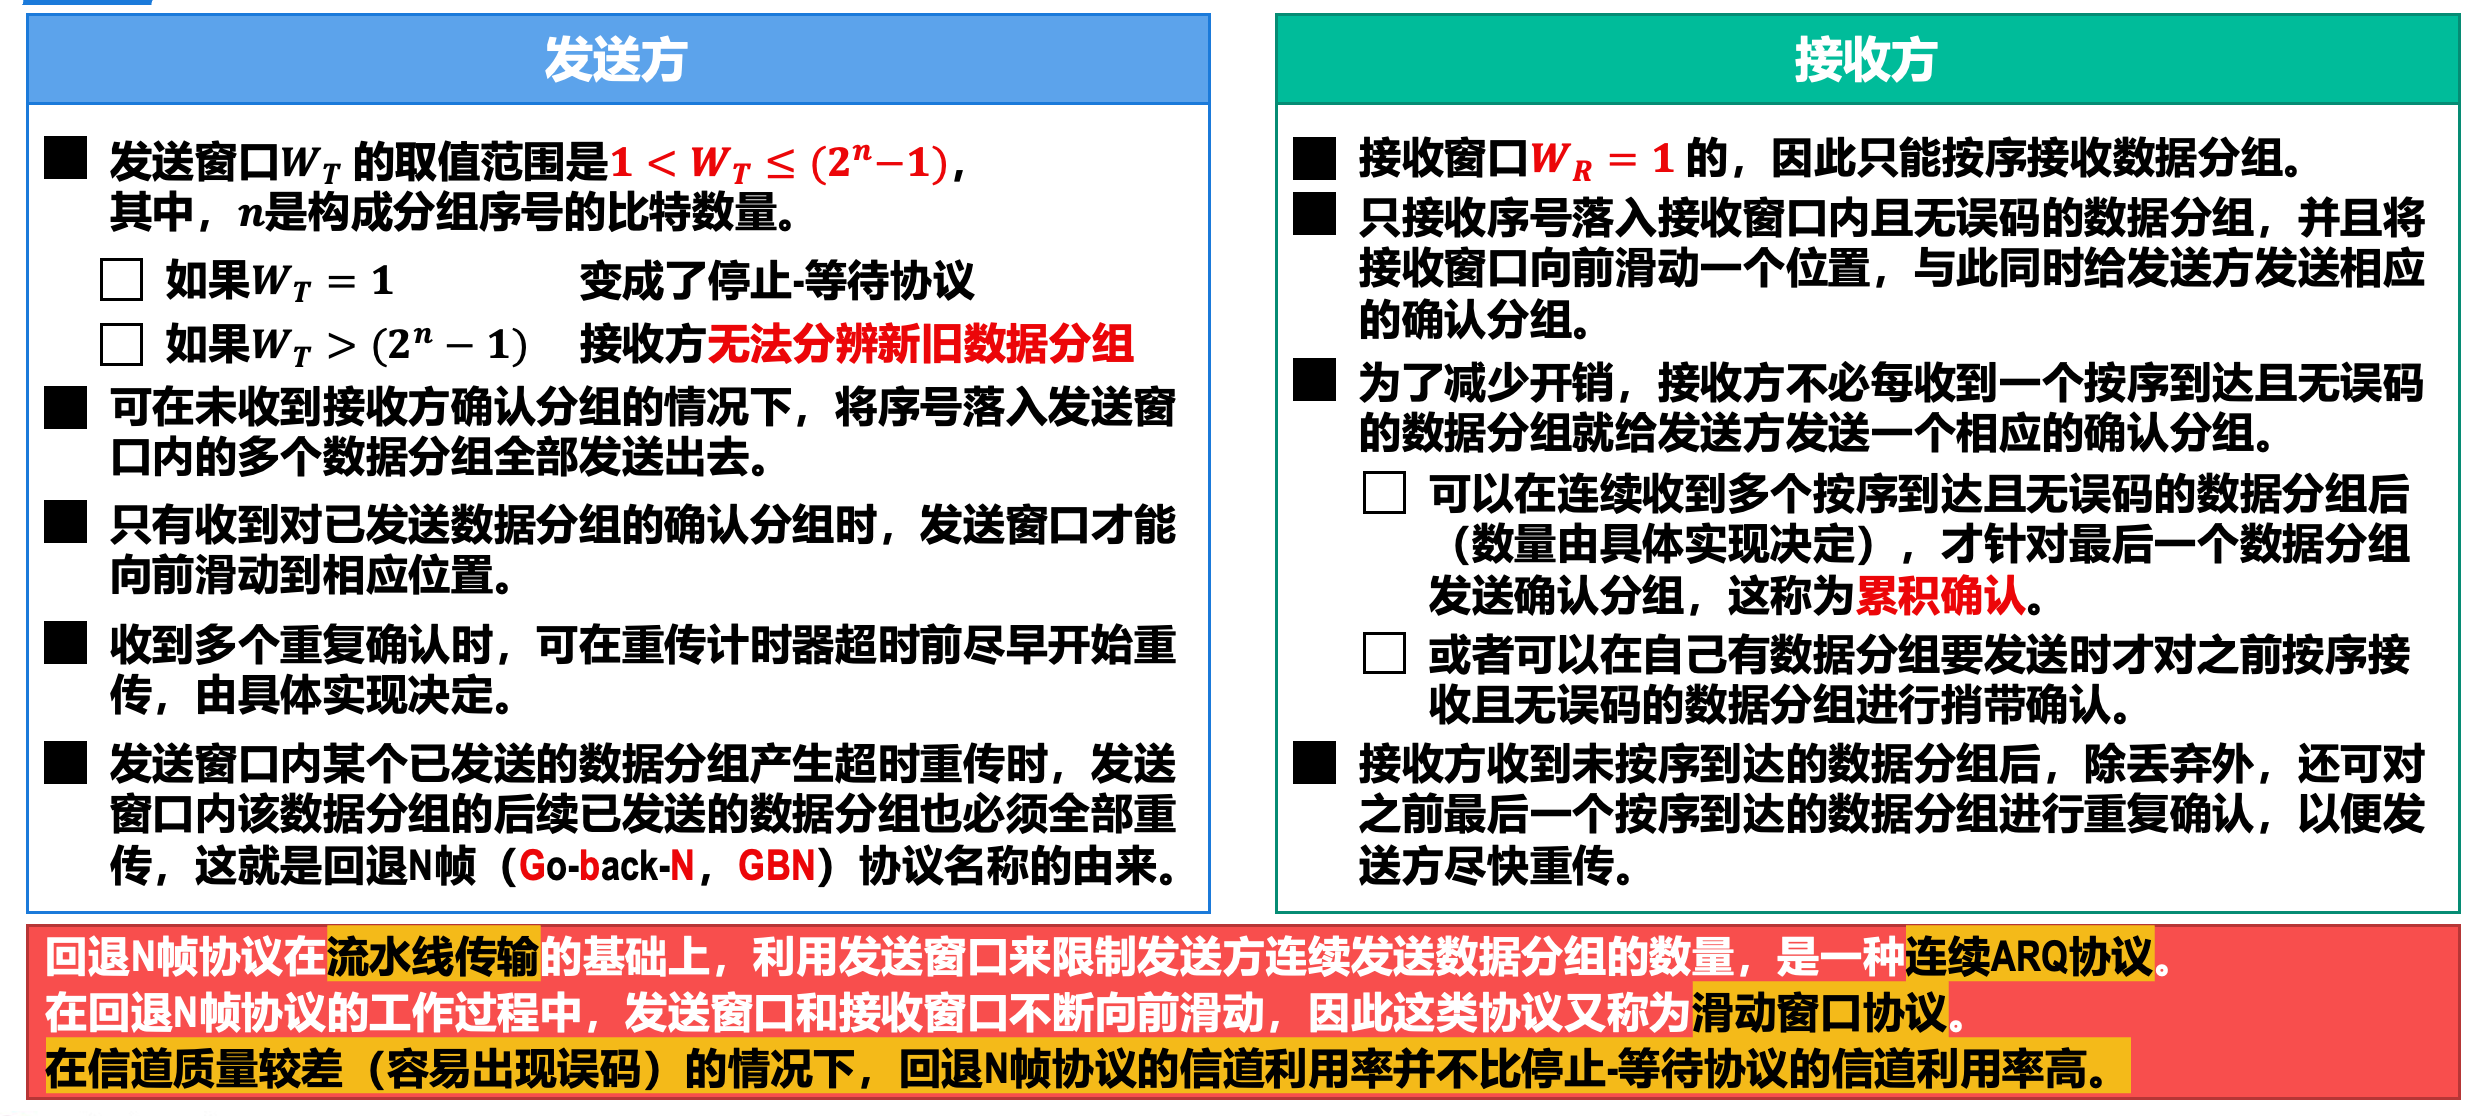 发送方
发送窗口W_T 的取值范围是1 < W_T ≤ (2^n−1)，
其中，n是构成分组序号的比特数量。
如果W_T = 1 变成了停止-等待协议
如果W_T > (2^n − 1) 接收方无法分辨新旧数据分组
可在未收到接收方确认分组的情况下，将序号落入发送窗
口内的多个数据分组全部发送出去。
只有收到对已发送数据分组的确认分组时，发送窗口才能
向前滑动到相应位置。
收到多个重复确认时，可在重传计时器超时前尽早开始重
传，由具体实现决定。
发送窗口内某个已发送的数据分组产生超时重传时，发送
窗口内该数据分组的后续已发送的数据分组也必须全部重
传，这就是回退N帧（Go-back-N，GBN）协议名称的由来。
接收方
接收窗口W_R = 1 的，因此只能按序接收数据分组。
只接收序号落入接收窗口内且无误码的数据分组，并且将
接收窗口向前滑动一个位置，与此同时给发送方发送相应
的确认分组。
为了减少开销，接收方不必每收到一个按序到达且无误码
的数据分组就给发送方发送一个相应的确认分组。
可以在连续收到多个按序到达且无误码的数据分组后
（数量由具体实现决定），才针对最后一个数据分组
发送确认分组，这称为累积确认。
或者可以在自己有数据分组要发送时才对之前按序接
收且无误码的数据分组进行捎带确认。
接收方收到未按序到达的数据分组后，除丢弃外，还可对
之前最后一个按序到达的数据分组进行重复确认，以便发
送方尽快重传。
回退N帧协议在流水线传输的基础上，利用发送窗口来限制发送方连续发送数据分组的数量，是一种连续ARQ协议。
在回退N帧协议的工作过程中，发送窗口和接收窗口不断向前滑动，因此这类协议又称为滑动窗口协议。
在信道质量较差（容易出现误码）的情况下，回退N帧协议的信道利用率并不比停止-等待协议的信道利用率高。